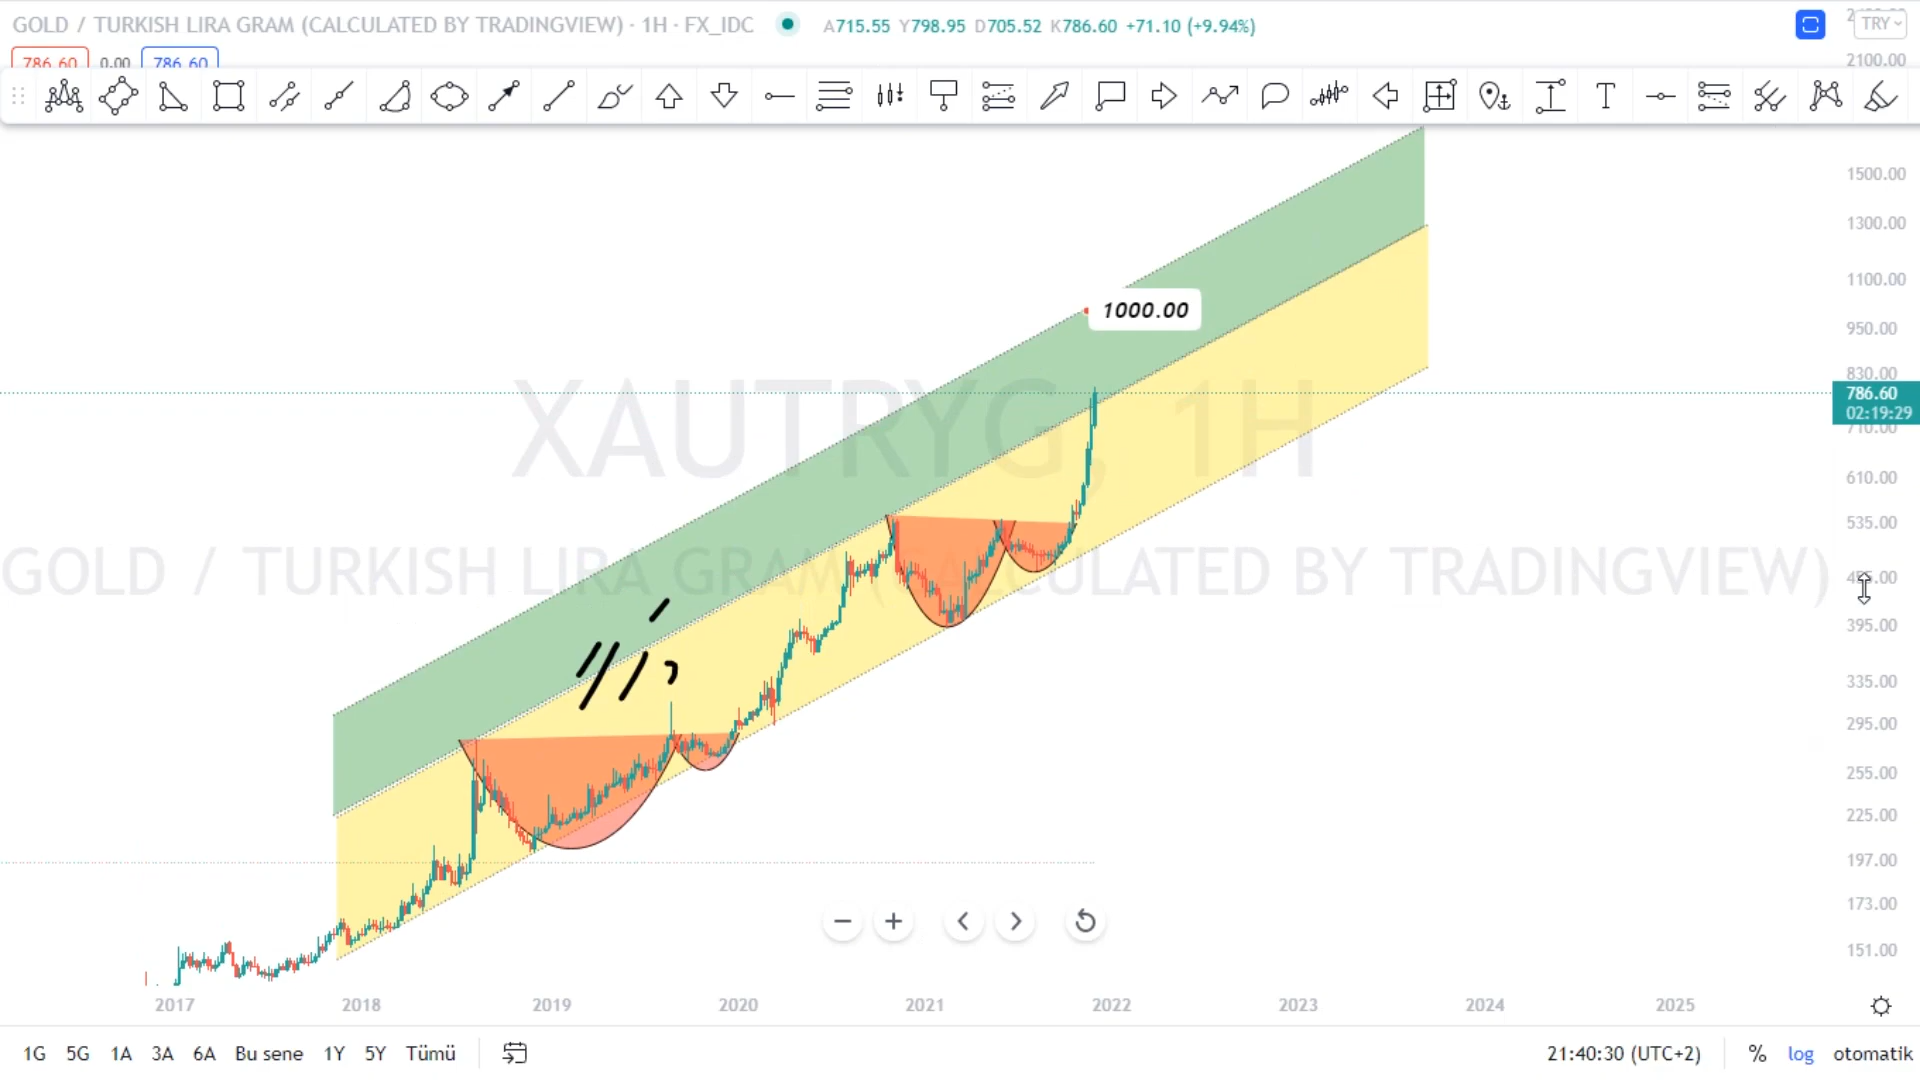 GOLD / TURKISH LIRA GRAM (CALCULATED BY TRADINGVIEW) · 1H · FX_IDC A715.55 Y798.95 D705.52 K786.60 +71.10 (+9.94%)
TRY
786.60 0.00 786.60
2100.00
1500.00
1300.00
1100.00
1000.00
950.00
830.00
786.60
02:19:29
710.00
XAUTRYG, 1H
610.00
535.00
GOLD / TURKISH LIRA GRAM (CALCULATED BY TRADINGVIEW)
395.00
335.00
295.00
255.00
225.00
197.00
173.00
151.00
2017 2018 2019 2020 2021 2022 2023 2024 2025
1G 5G 1A 3A 6A Bu sene 1Y 5Y Tümü 21:40:30 (UTC+2) % log otomatik